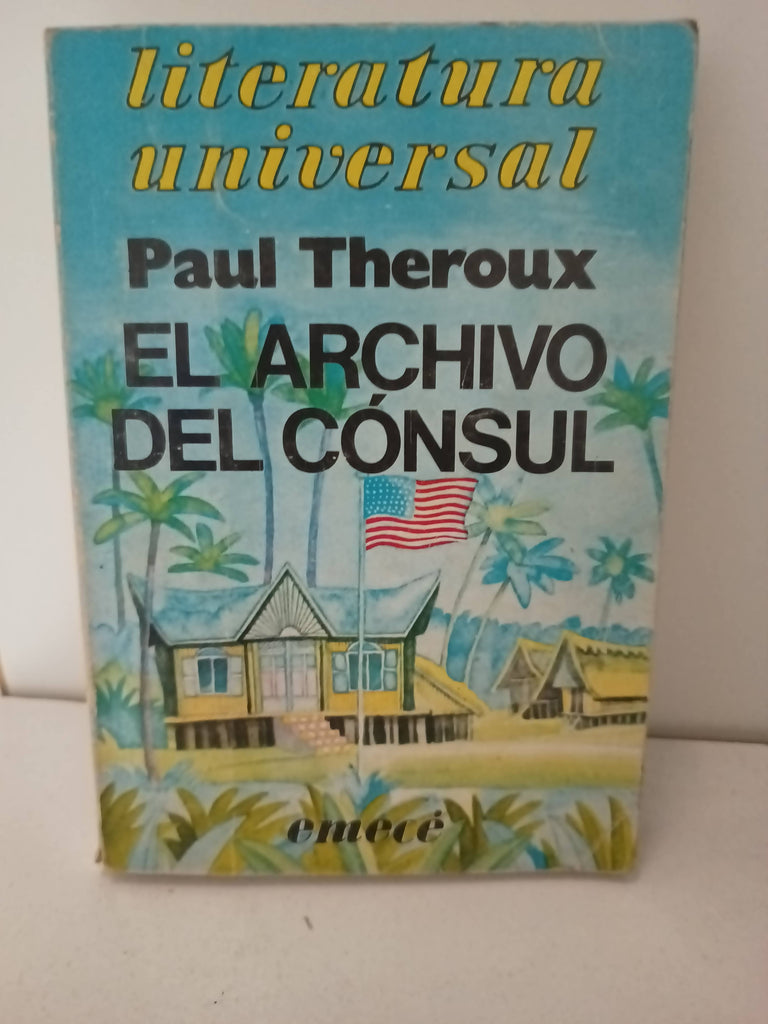 literatura
universal
Paul Theroux
EL ARCHIVO
DEL CÓNSUL
emecé